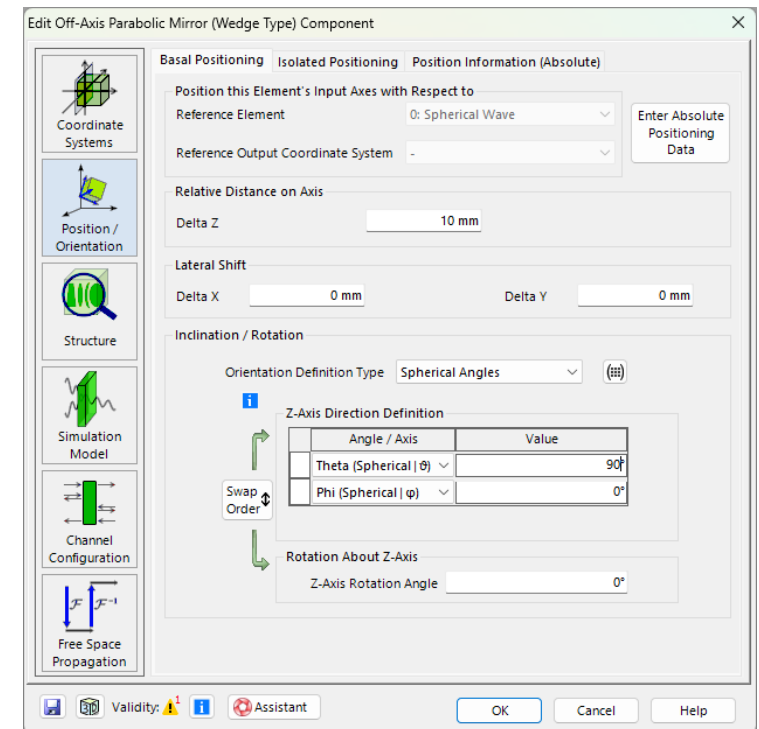 Edit Off-Axis Parabolic Mirror (Wedge Type) Component
Coordinate
Systems
Position /
Orientation
Structure
Simulation
Model
Channel
Configuration
F F⁻¹
Free Space
Propagation
Basal Positioning Isolated Positioning Position Information (Absolute)
Position this Element's Input Axes with Respect to
Reference Element 0: Spherical Wave
Reference Output Coordinate System -
Enter Absolute
Positioning
Data
Relative Distance on Axis
Delta Z 10 mm
Lateral Shift
Delta X 0 mm Delta Y 0 mm
Inclination / Rotation
Orientation Definition Type Spherical Angles
i
Z-Axis Direction Definition
Angle / Axis Value
Theta (Spherical | ϑ) 90°
Phi (Spherical | φ) 0°
Swap
Order
Rotation About Z-Axis
Z-Axis Rotation Angle 0°
3D Validity: 1 i Assistant OK Cancel Help